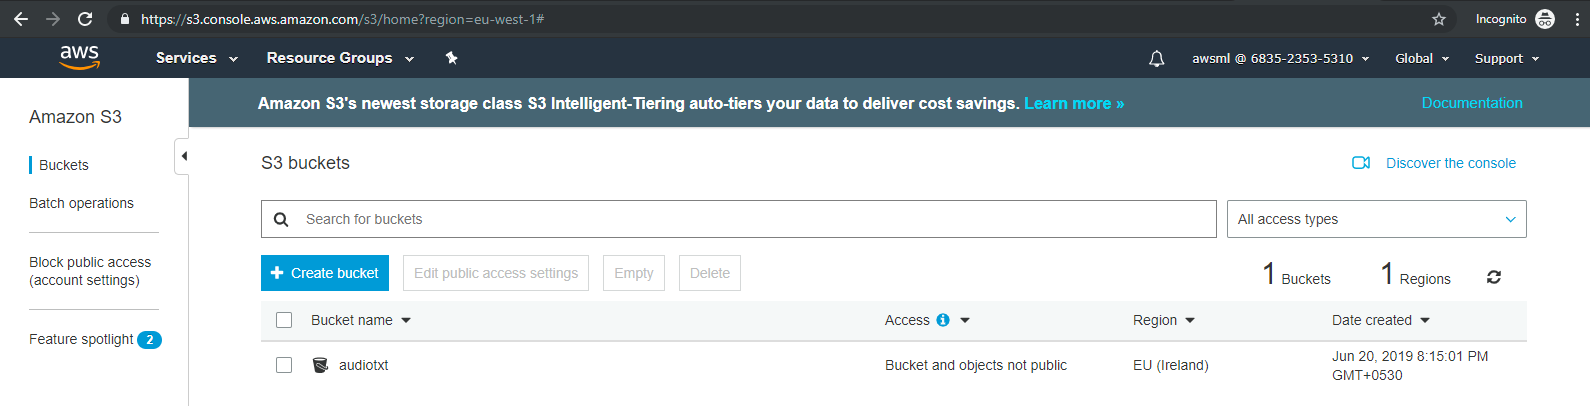 https://s3.console.aws.amazon.com/s3/home?region=eu-west-1#
Incognito
aws
Services
Resource Groups
awsml @ 6835-2353-5310
Global
Support
Amazon S3's newest storage class S3 Intelligent-Tiering auto-tiers your data to deliver cost savings. Learn more »
Documentation
Amazon S3
Buckets
Batch operations
Block public access
(account settings)
Feature spotlight 2
S3 buckets
Discover the console
Search for buckets
All access types
Create bucket
Edit public access settings
Empty
Delete
1 Buckets
1 Regions
Bucket name
Access
Region
Date created
audiotxt
Bucket and objects not public
EU (Ireland)
Jun 20, 2019 8:15:01 PM
GMT+0530